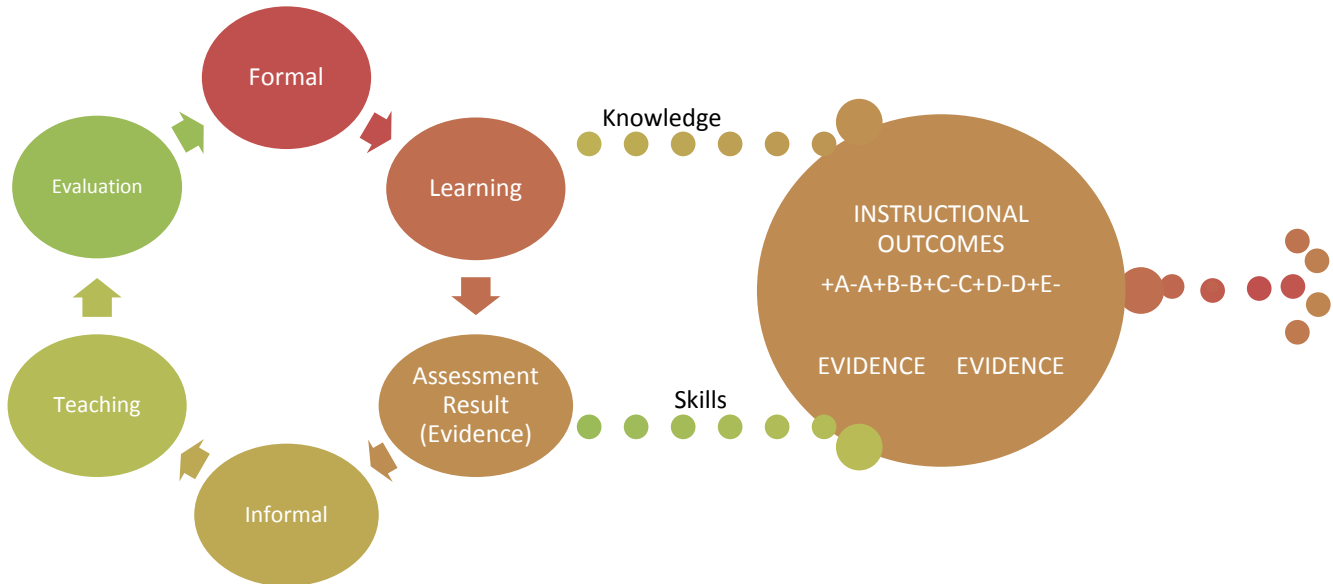 Formal
Knowledge
Evaluation
Learning
INSTRUCTIONAL
OUTCOMES
+A-A+B-B+C-C+D-D+E-
EVIDENCE EVIDENCE
Teaching
Assessment
Result
(Evidence)
Skills
Informal